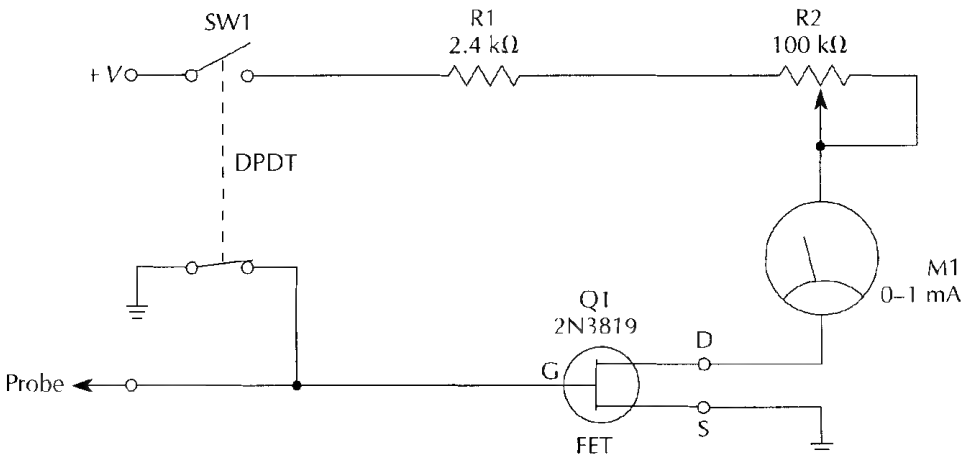 SW1
R1
2.4 kΩ
R2
100 kΩ
+V
DPDT
M1
0–1 mA
Q1
2N3819
D
G
Probe
S
FET